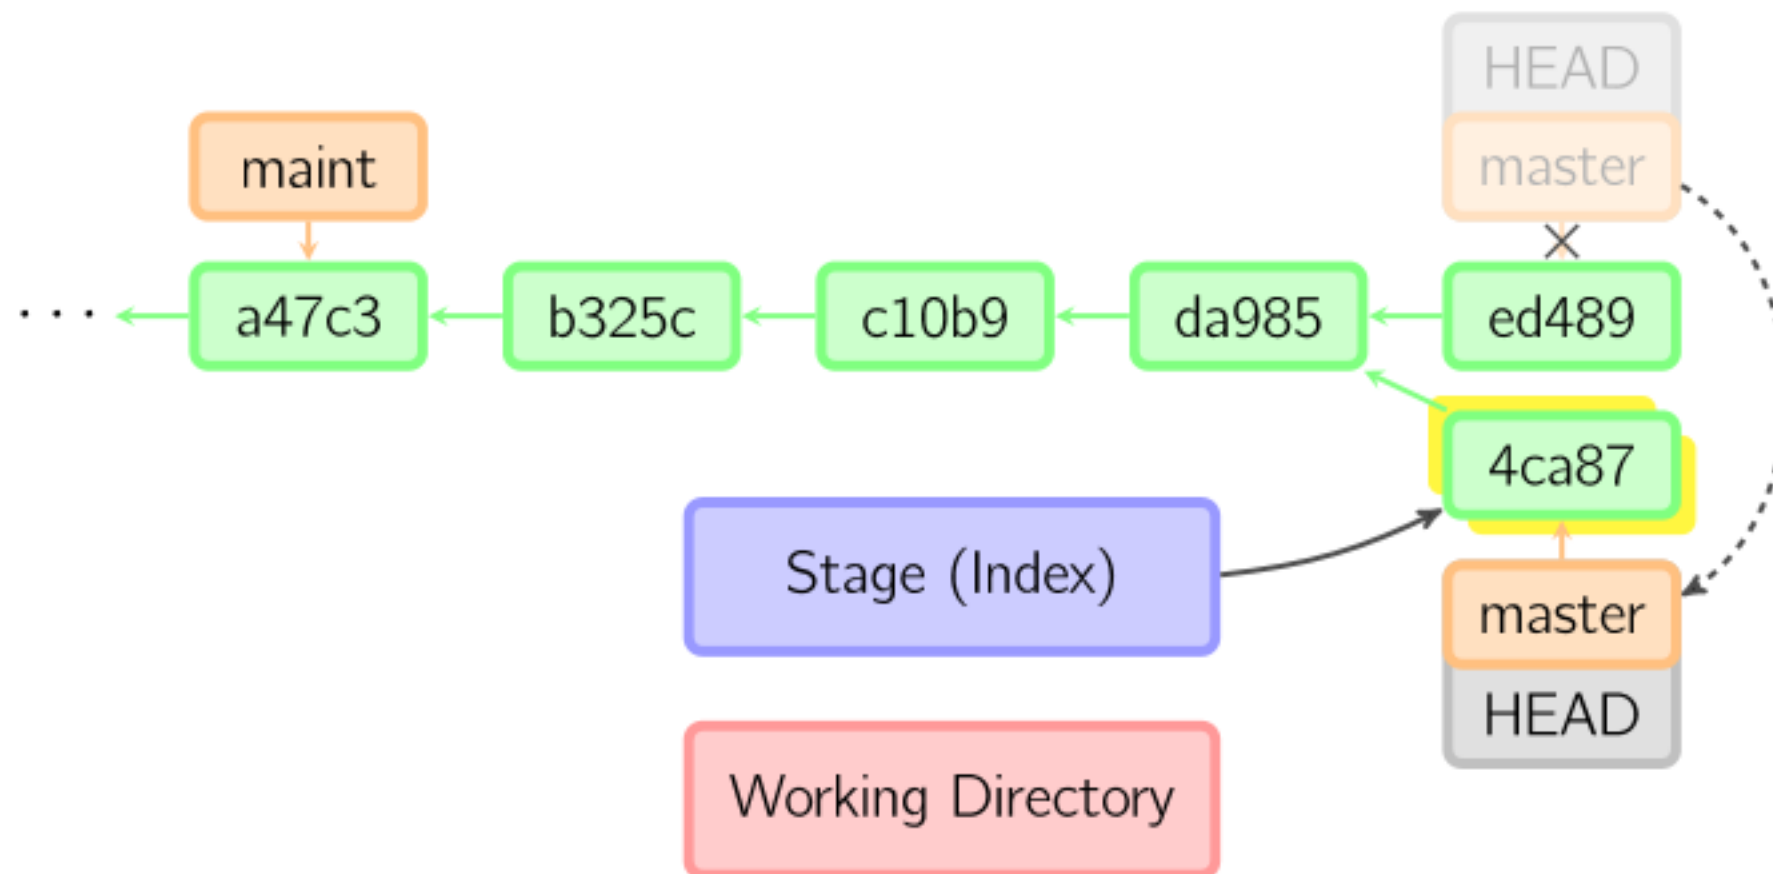 HEAD
maint
master
... a47c3 b325c c10b9 da985 ed489
4ca87
Stage (Index)
master
HEAD
Working Directory